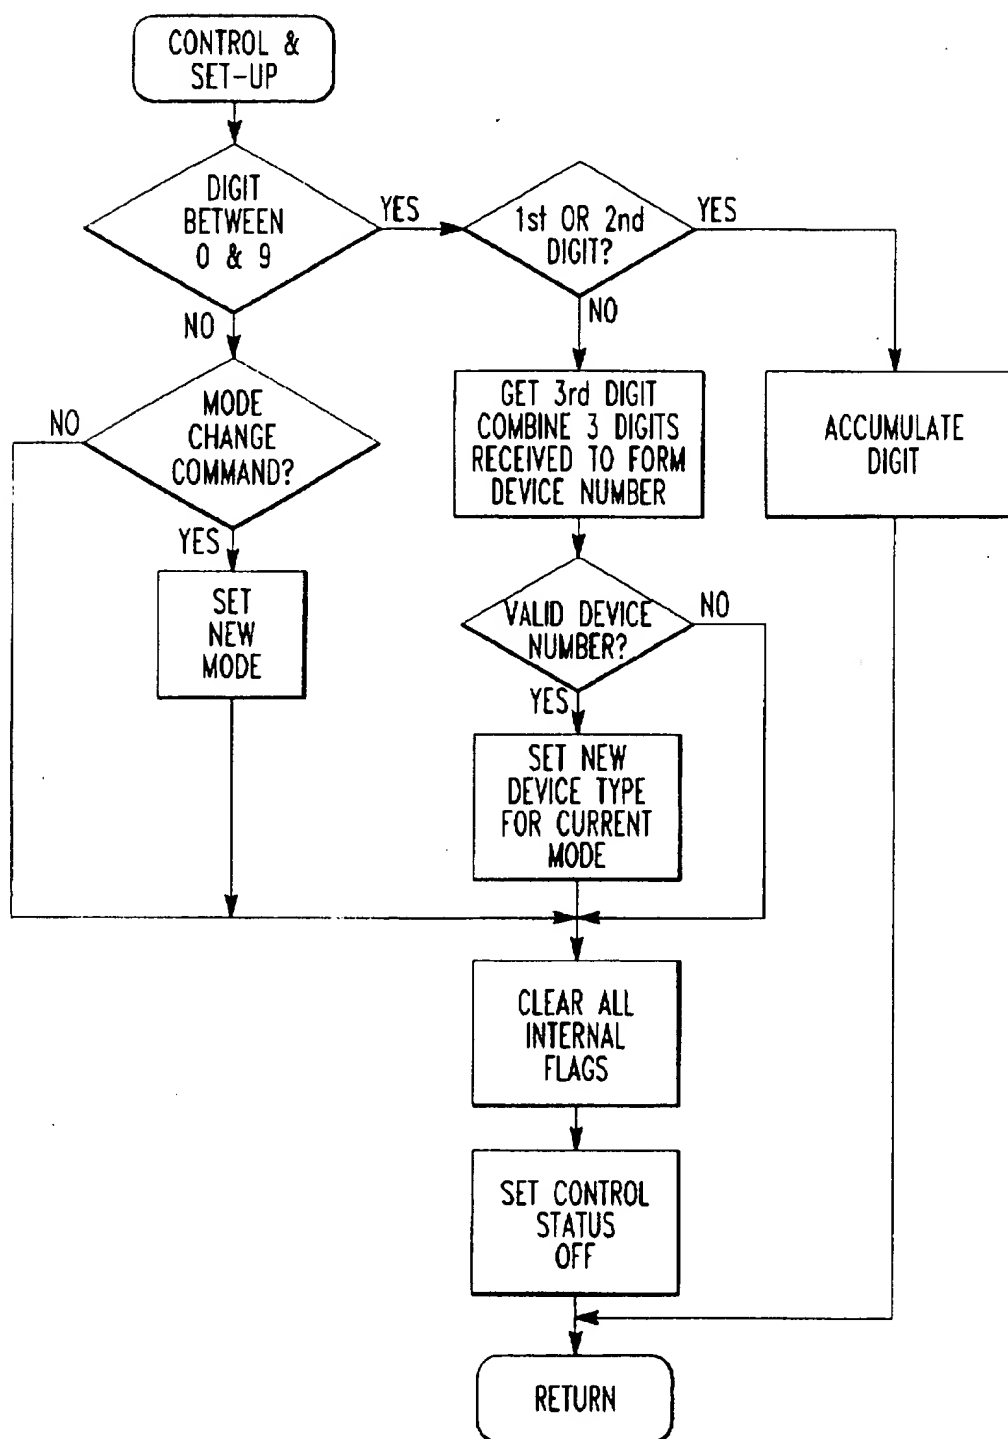 CONTROL &
SET-UP
DIGIT
BETWEEN
0 & 9
YES
1st OR 2nd
DIGIT?
YES
NO
NO
MODE
CHANGE
COMMAND?
NO
GET 3rd DIGIT
COMBINE 3 DIGITS
RECEIVED TO FORM
DEVICE NUMBER
ACCUMULATE
DIGIT
YES
SET
NEW
MODE
VALID DEVICE
NUMBER?
NO
YES
SET NEW
DEVICE TYPE
FOR CURRENT
MODE
CLEAR ALL
INTERNAL
FLAGS
SET CONTROL
STATUS
OFF
RETURN